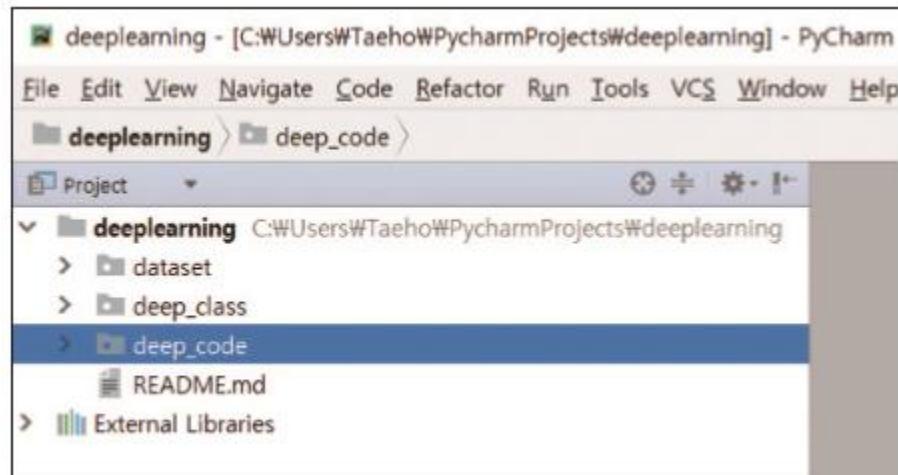 deeplearning - [C:₩Users₩Taeho₩PycharmProjects₩deeplearning] - PyCharm
File Edit View Navigate Code Refactor Run Tools VCS Window Help
deeplearning deep_code
Project
deeplearning C:₩Users₩Taeho₩PycharmProjects₩deeplearning
dataset
deep_class
deep_code
README.md
External Libraries